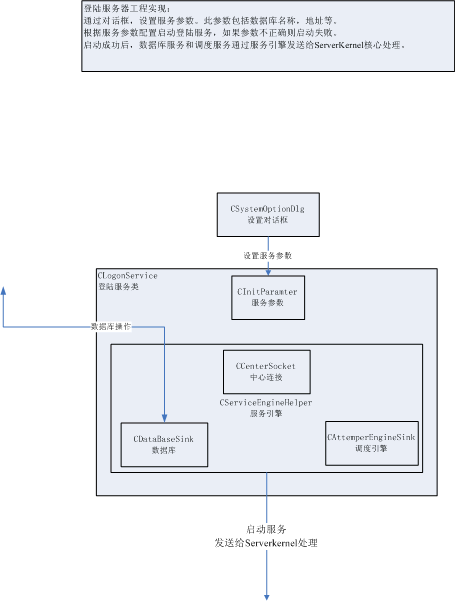 登陆服务器工程实现：
通过对话框，设置服务参数。此参数包括数据库名称，地址等。
根据服务参数配置启动登陆服务，如果参数不正确则启动失败。
启动成功后，数据库服务和调度服务通过服务引擎发送给ServerKernel核心处理。
CSystemOptionDlg
设置对话框
设置服务参数
CLogonService
登陆服务类
CInitParamter
服务参数
数据库操作
CCenterSocket
中心连接
CServiceEngineHelper
服务引擎
CDataBaseSink
数据库
CAttemperEngineSink
调度引擎
启动服务
发送给Serverkernel处理